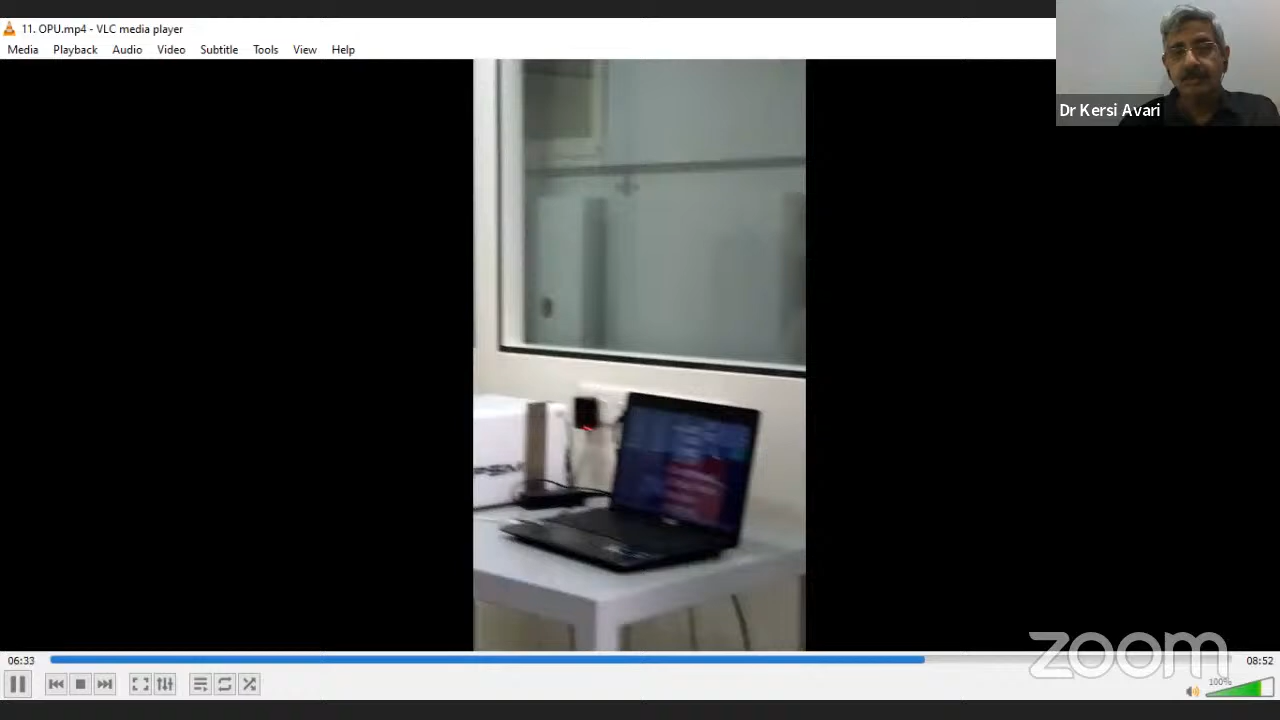 11. OPU.mp4 - VLC media player
Media Playback Audio Video Subtitle Tools View Help
Dr Kersi Avari
06:33
08:52
100%
zoom